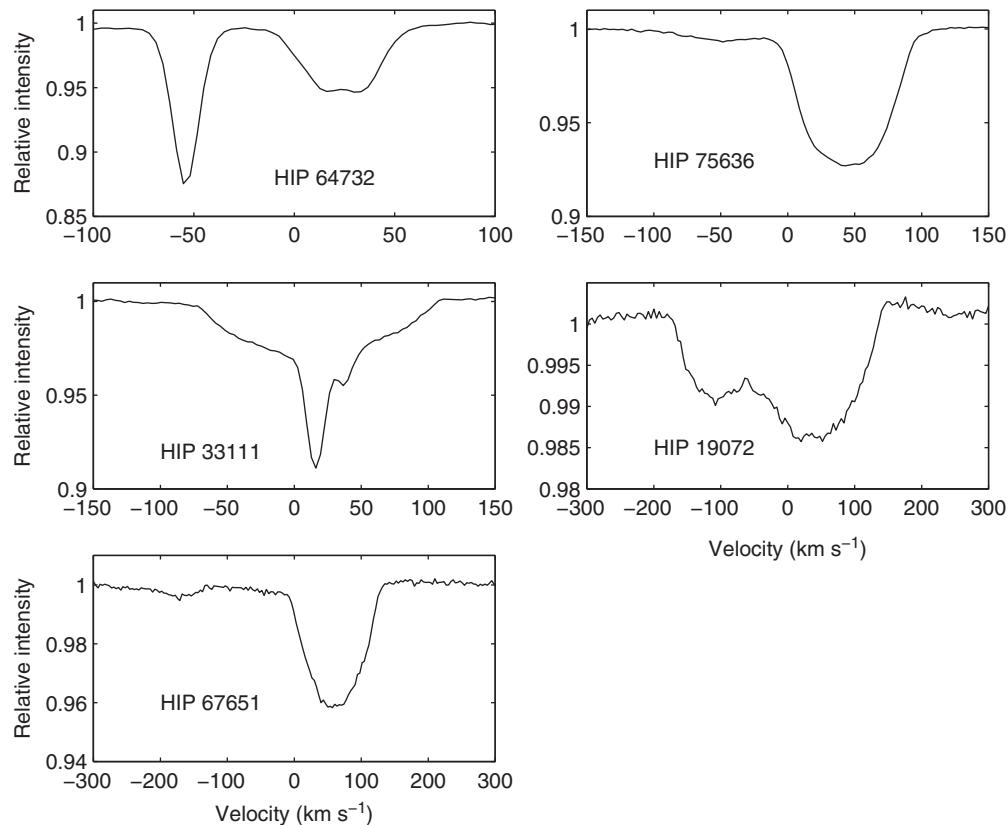 Relative intensity
1
0.95
0.9
0.85
HIP 64732
−100 −50 0 50 100
1
0.95
0.9
HIP 75636
−150 −100 −50 0 50 100 150
Relative intensity
1
0.95
0.9
HIP 33111
−150 −100 −50 0 50 100 150
1
0.995
0.99
0.985
0.98
HIP 19072
−300 −200 −100 0 100 200 300
Velocity (km s⁻¹)
Relative intensity
1
0.98
0.96
0.94
HIP 67651
−300 −200 −100 0 100 200 300
Velocity (km s⁻¹)